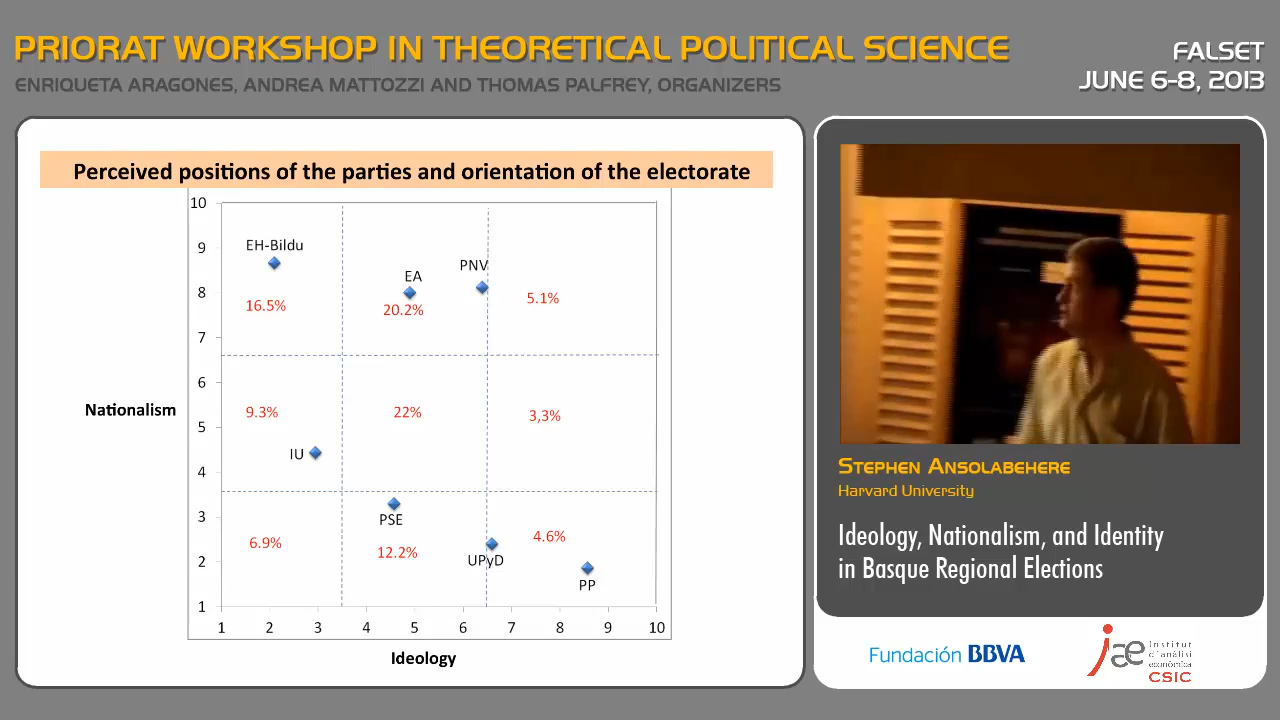 PRIORAT WORKSHOP IN THEORETICAL POLITICAL SCIENCE
ENRIQUETA ARAGONES, ANDREA MATTOZZI AND THOMAS PALFREY, ORGANIZERS
FALSET
JUNE 6-8, 2013
Perceived positions of the parties and orientation of the electorate
10
9
8
7
6
5
4
3
2
1
Nationalism
EH-Bildu
EA
PNV
16.5%
20.2%
5.1%
9.3%
22%
3,3%
IU
PSE
6.9%
12.2%
UPyD
4.6%
PP
1 2 3 4 5 6 7 8 9 10
Ideology
STEPHEN ANSOLABEHERE
Harvard University
Ideology, Nationalism, and Identity
in Basque Regional Elections
Fundación BBVA
iae
Institut
d'anàlisi
econòmica
CSIC